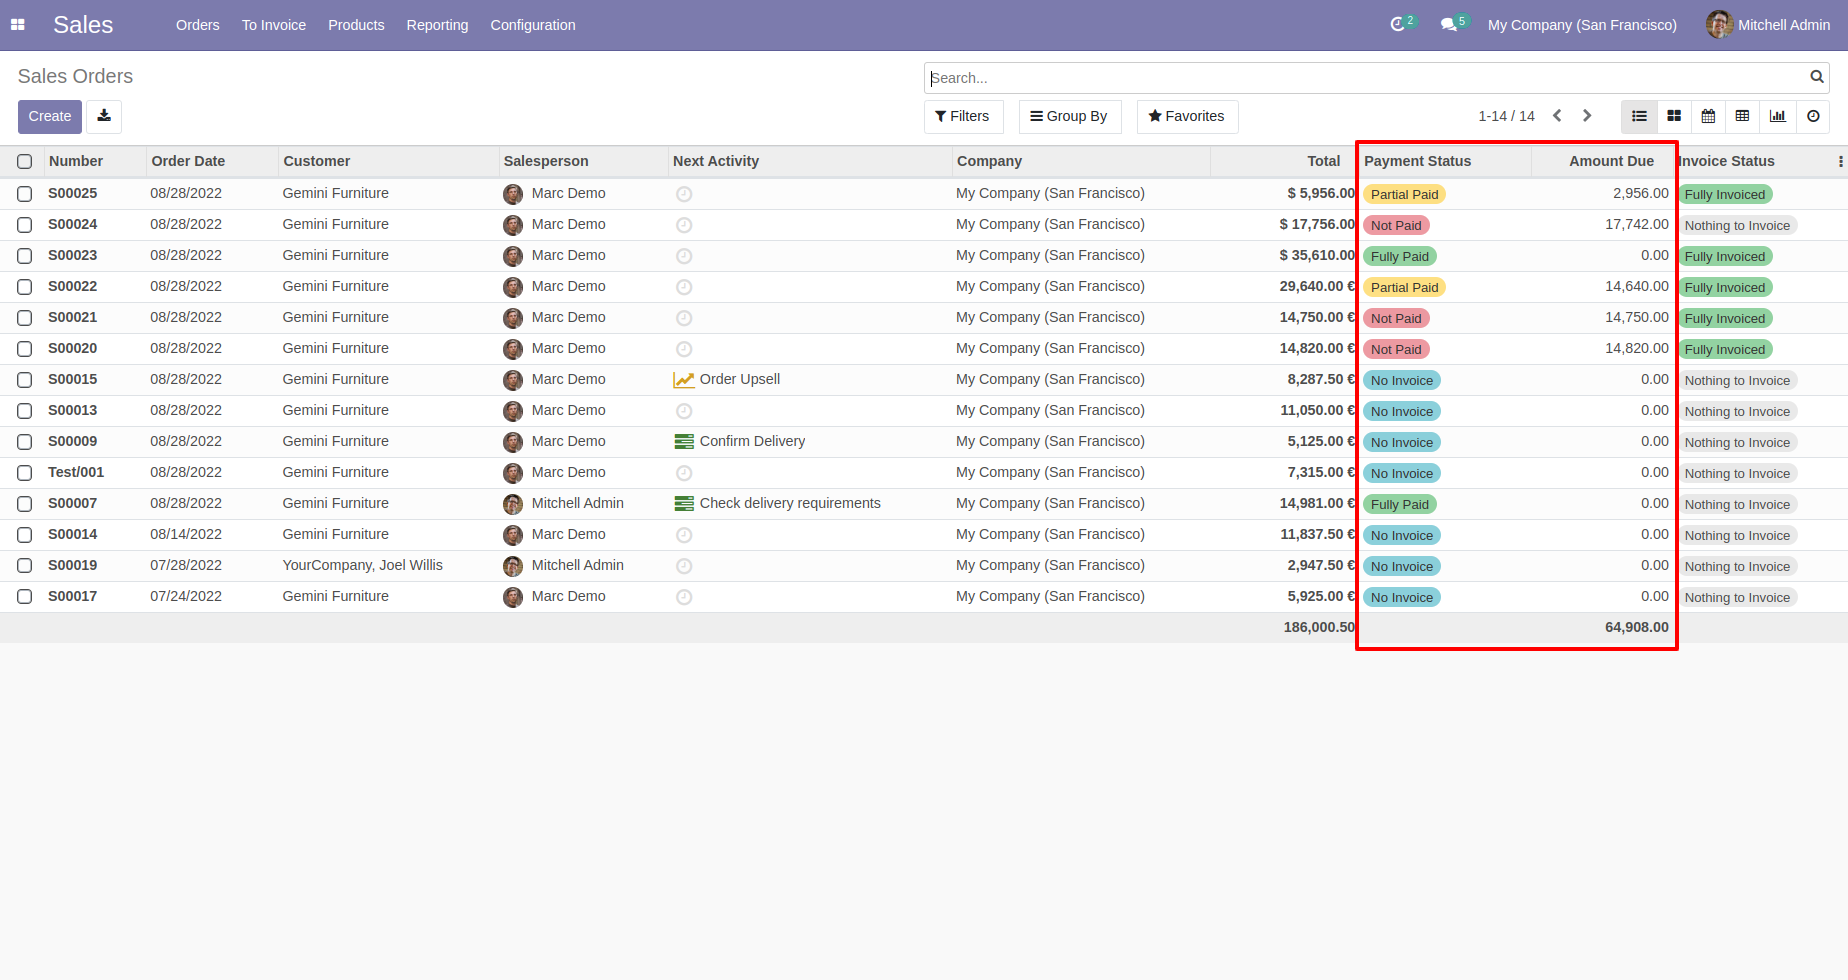 Sales Orders To Invoice Products Reporting Configuration 2 5 My Company (San Francisco) Mitchell Admin
Sales Orders
Search...
Create Filters Group By Favorites 1-14 / 14
Number Order Date Customer Salesperson Next Activity Company Total Payment Status Amount Due Invoice Status
S00025 08/28/2022 Gemini Furniture Marc Demo My Company (San Francisco) $ 5,956.00 Partial Paid 2,956.00 Fully Invoiced
S00024 08/28/2022 Gemini Furniture Marc Demo My Company (San Francisco) $ 17,756.00 Not Paid 17,742.00 Nothing to Invoice
S00023 08/28/2022 Gemini Furniture Marc Demo My Company (San Francisco) $ 35,610.00 Fully Paid 0.00 Fully Invoiced
S00022 08/28/2022 Gemini Furniture Marc Demo My Company (San Francisco) 29,640.00 € Partial Paid 14,640.00 Fully Invoiced
S00021 08/28/2022 Gemini Furniture Marc Demo My Company (San Francisco) 14,750.00 € Not Paid 14,750.00 Fully Invoiced
S00020 08/28/2022 Gemini Furniture Marc Demo My Company (San Francisco) 14,820.00 € Not Paid 14,820.00 Fully Invoiced
S00015 08/28/2022 Gemini Furniture Marc Demo Order Upsell My Company (San Francisco) 8,287.50 € No Invoice 0.00 Nothing to Invoice
S00013 08/28/2022 Gemini Furniture Marc Demo My Company (San Francisco) 11,050.00 € No Invoice 0.00 Nothing to Invoice
S00009 08/28/2022 Gemini Furniture Marc Demo Confirm Delivery My Company (San Francisco) 5,125.00 € No Invoice 0.00 Nothing to Invoice
Test/001 08/28/2022 Gemini Furniture Marc Demo My Company (San Francisco) 7,315.00 € No Invoice 0.00 Nothing to Invoice
S00007 08/28/2022 Gemini Furniture Mitchell Admin Check delivery requirements My Company (San Francisco) 14,981.00 € Fully Paid 0.00 Nothing to Invoice
S00014 08/14/2022 Gemini Furniture Marc Demo My Company (San Francisco) 11,837.50 € No Invoice 0.00 Nothing to Invoice
S00019 07/28/2022 YourCompany, Joel Willis Mitchell Admin My Company (San Francisco) 2,947.50 € No Invoice 0.00 Nothing to Invoice
S00017 07/24/2022 Gemini Furniture Marc Demo My Company (San Francisco) 5,925.00 € No Invoice 0.00 Nothing to Invoice
186,000.50 64,908.00